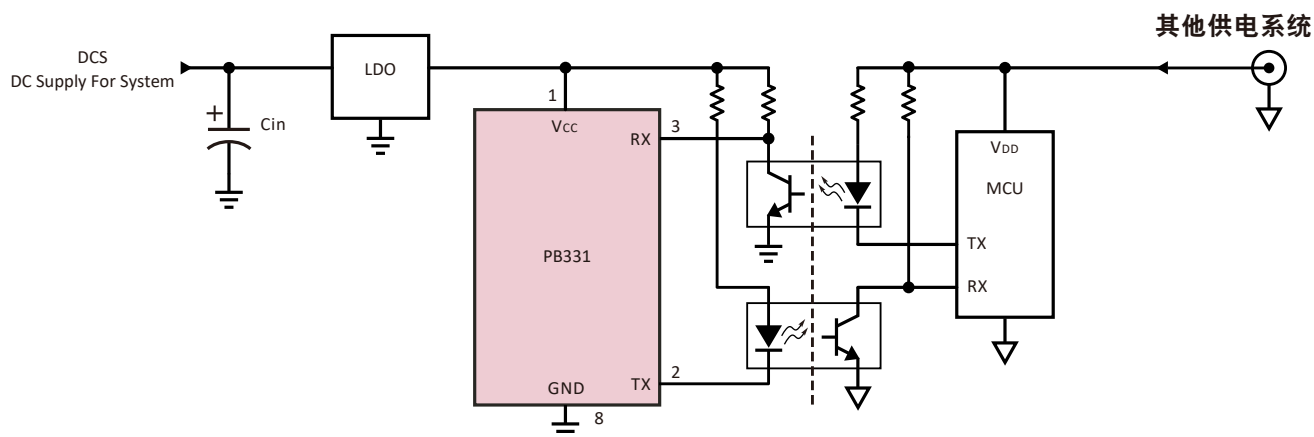 其他供电系统
DCS
DC Supply For System
LDO
+
Cin
1
Vcc
RX
3
VDD
MCU
TX
RX
PB331
GND
TX
2
8